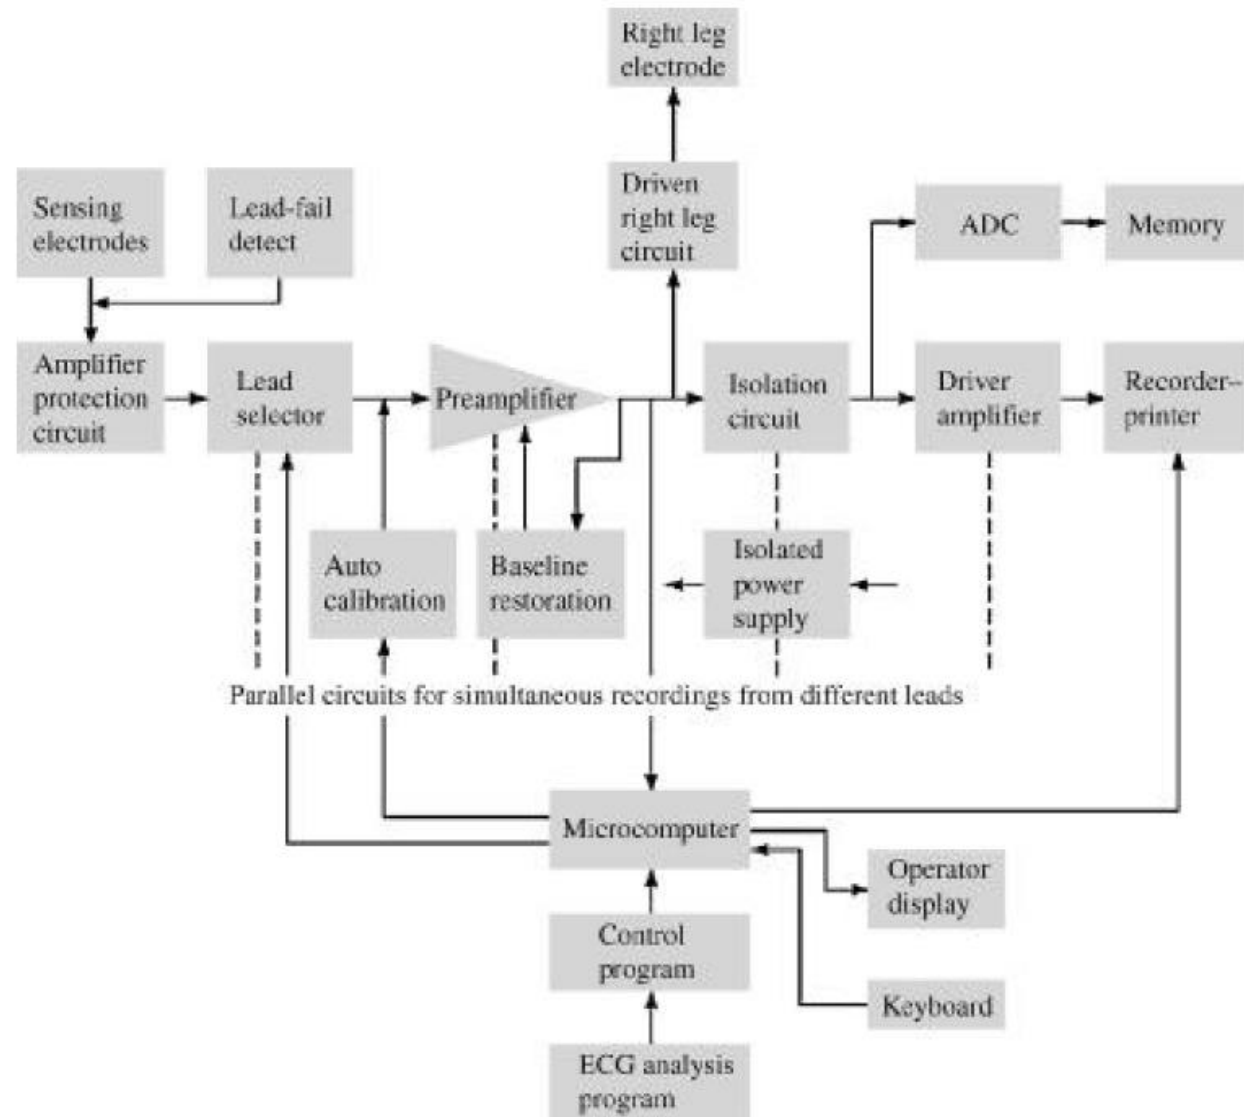 Right leg
electrode
Sensing
electrodes
Lead-fail
detect
Driven
right leg
circuit
ADC
Memory
Amplifier
protection
circuit
Lead
selector
Preamplifier
Isolation
circuit
Driver
amplifier
Recorder–
printer
Auto
calibration
Baseline
restoration
Isolated
power
supply
Parallel circuits for simultaneous recordings from different leads
Microcomputer
Operator
display
Control
program
Keyboard
ECG analysis
program